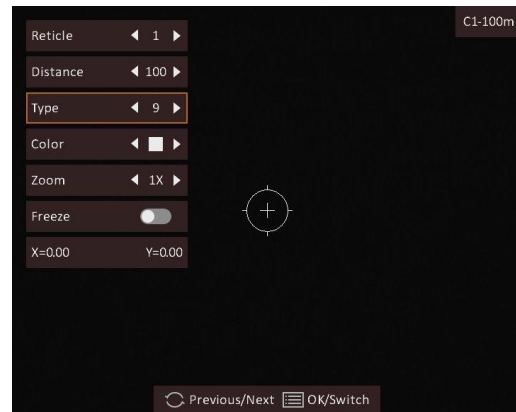 C1-100m
Reticle 1
Distance 100
Type 9
Color
Zoom 1X
Freeze
X=0.00 Y=0.00
Previous/Next OK/Switch